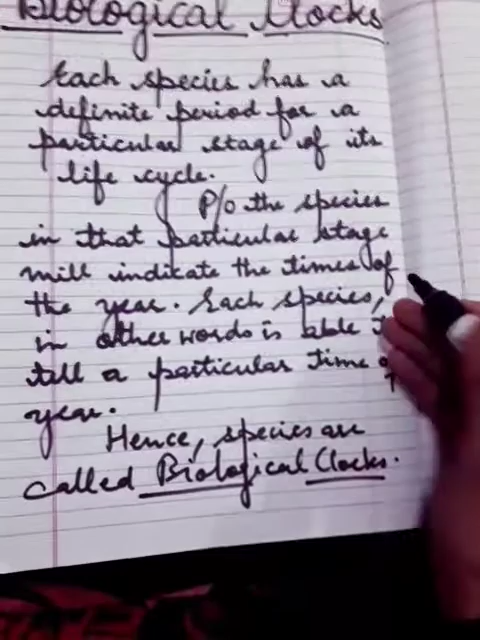 Biological Clocks
Each species has a
definite period for a
particular stage of its
life cycle.
P/o the species
in that particular stage
will indicate the times of
the year. Each species,
in other words is able
tell a particular time
year.
Hence, species are
called Biological Clocks.